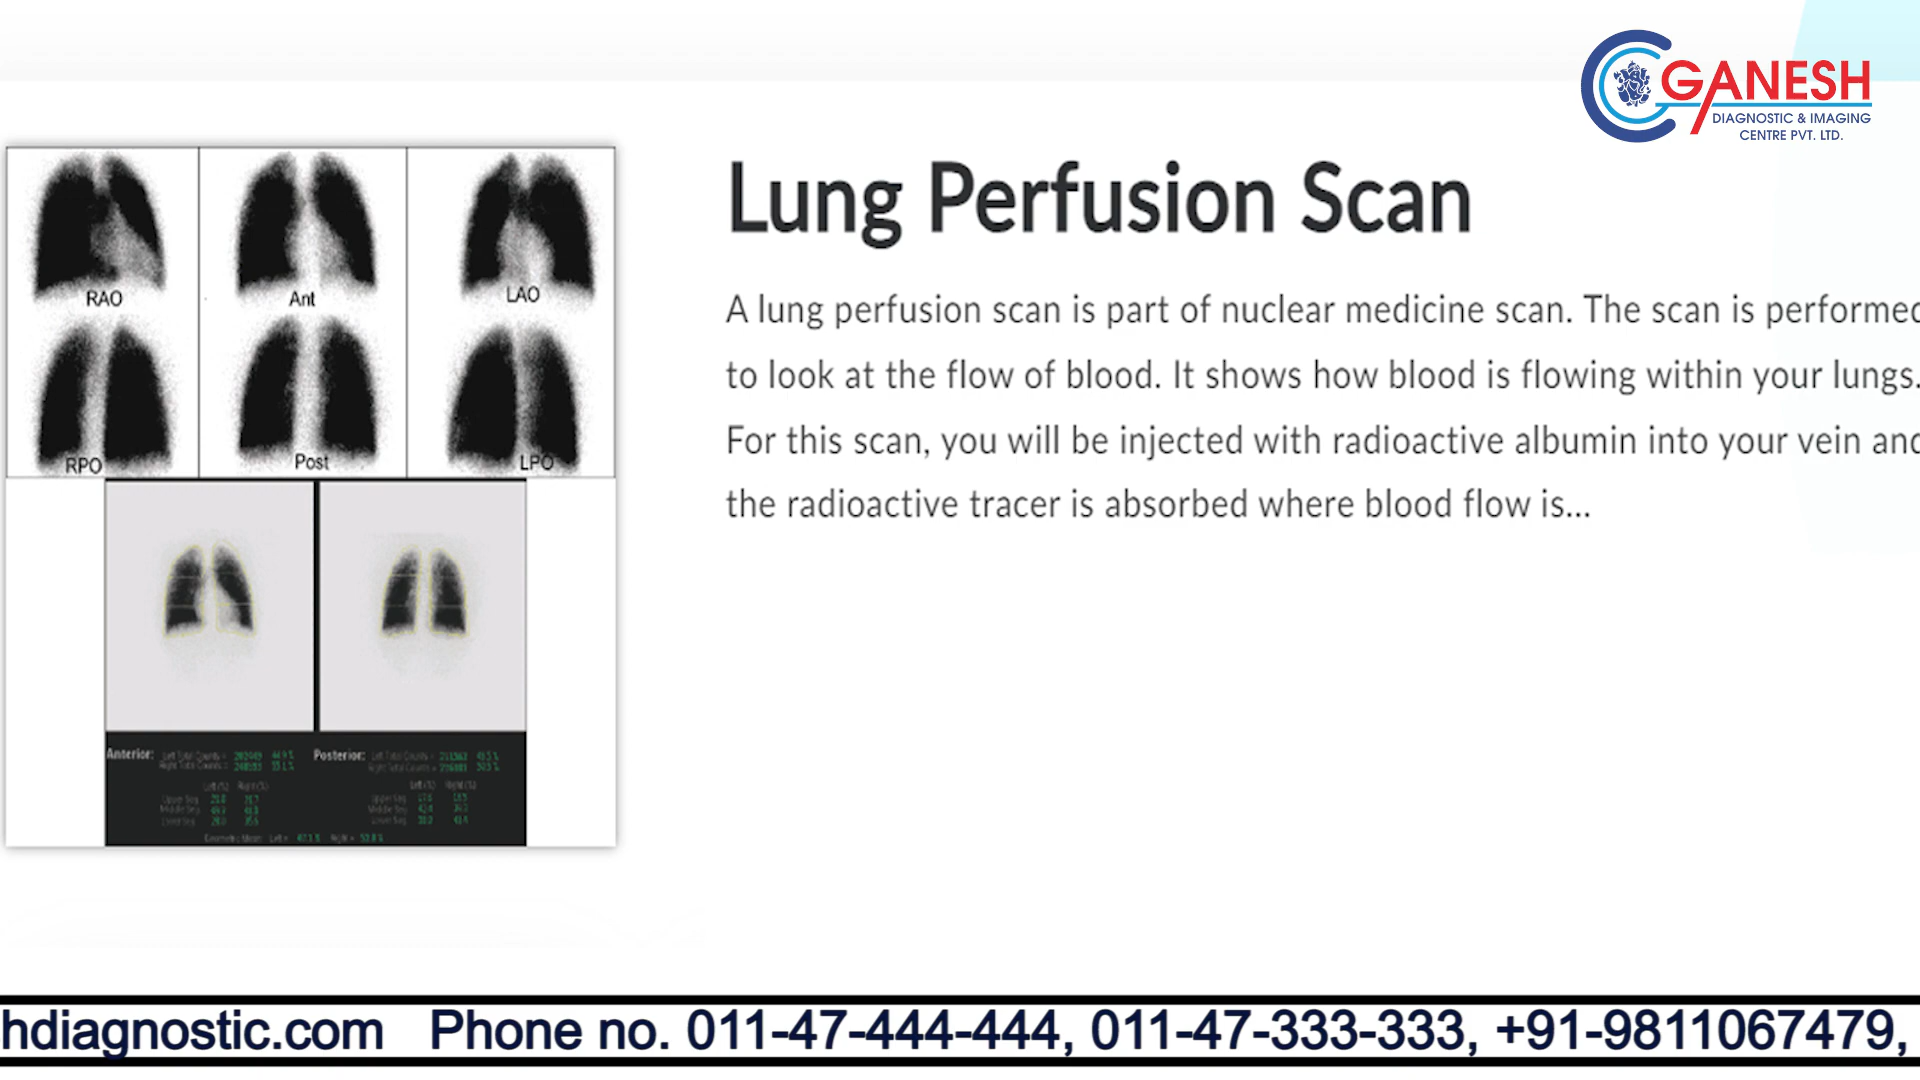 GANESH
DIAGNOSTIC & IMAGING
CENTRE PVT. LTD.
Lung Perfusion Scan
A lung perfusion scan is part of nuclear medicine scan. The scan is performed
to look at the flow of blood. It shows how blood is flowing within your lungs.
For this scan, you will be injected with radioactive albumin into your vein and
the radioactive tracer is absorbed where blood flow is...
RAO
Ant
LAO
RPO
Post
LPO
Anterior:
Posterior:
hdiagnostic.com Phone no. 011-47-444-444, 011-47-333-333, +91-9811067479,